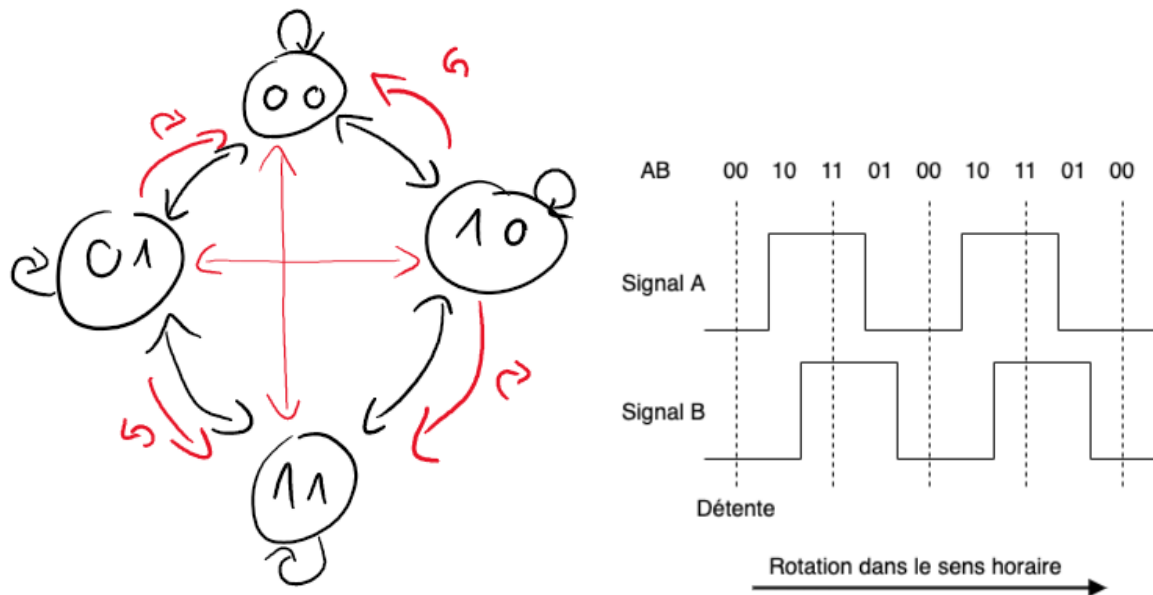 00
10
01
11
AB 00 10 11 01 00 10 11 01 00
Signal A
Signal B
Détente
Rotation dans le sens horaire